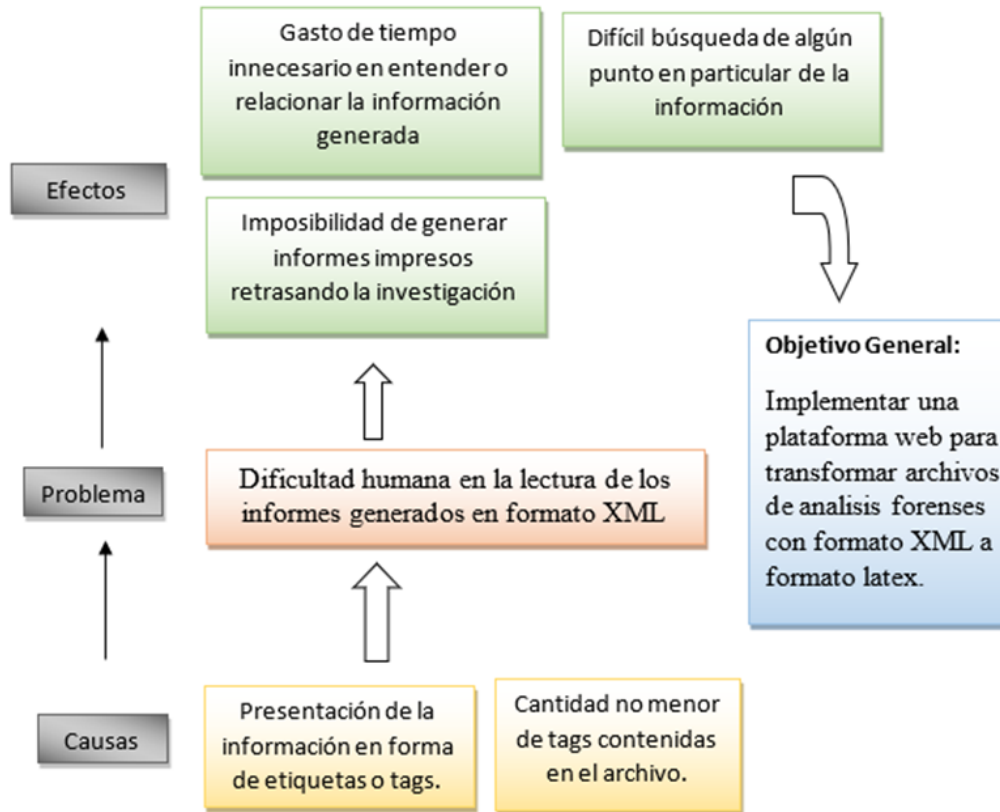 Gasto de tiempo
innecesario en entender o
relacionar la información
generada
Difícil búsqueda de algún
punto en particular de la
información
Efectos
Imposibilidad de generar
informes impresos
retrasando la investigación
Objetivo General:
Implementar una
plataforma web para
transformar archivos
de analisis forenses
con formato XML a
formato latex.
Problema
Dificultad humana en la lectura de los
informes generados en formato XML
Causas
Presentación de la
información en forma
de etiquetas o tags.
Cantidad no menor
de tags contenidas
en el archivo.